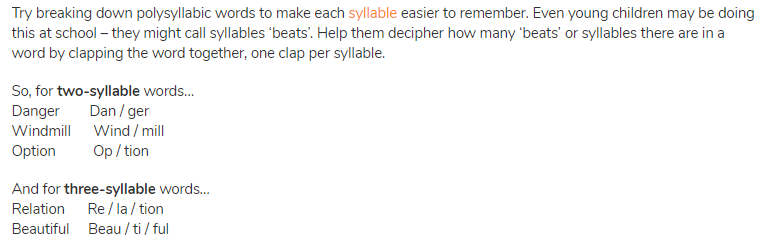 Try breaking down polysyllabic words to make each syllable easier to remember. Even young children may be doing
this at school – they might call syllables ‘beats’. Help them decipher how many ‘beats’ or syllables there are in a
word by clapping the word together, one clap per syllable.
So, for two-syllable words...
Danger Dan / ger
Windmill Wind / mill
Option Op / tion
And for three-syllable words...
Relation Re / la / tion
Beautiful Beau / ti / ful